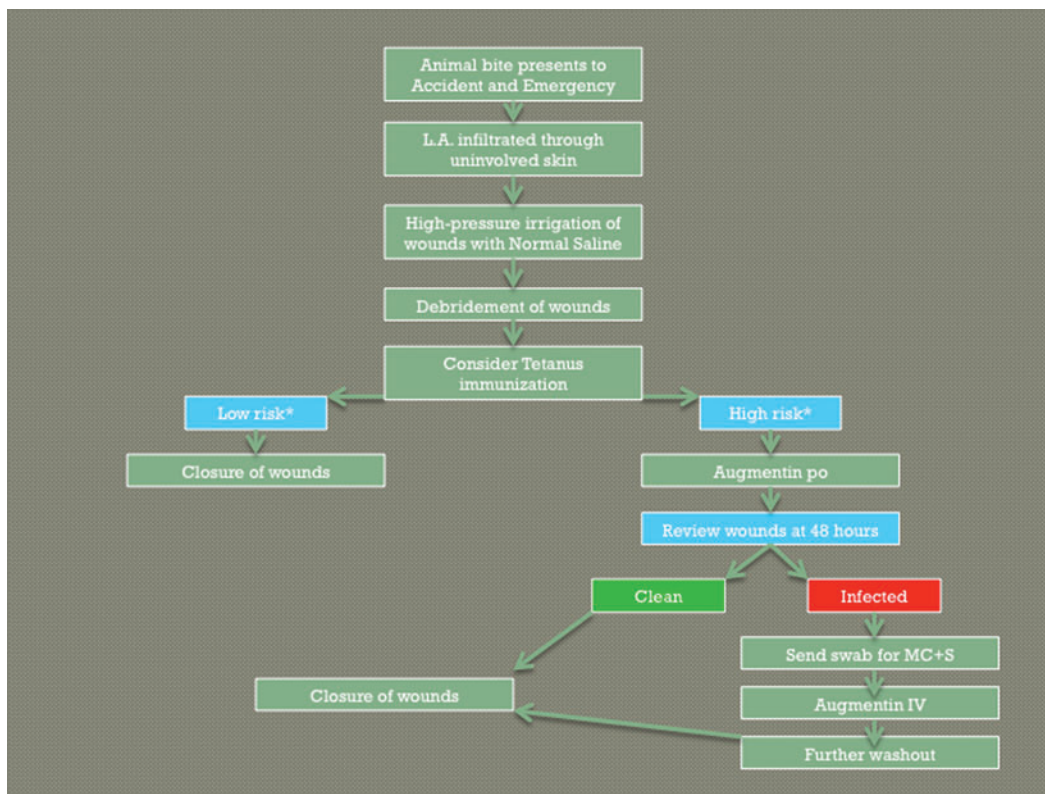 Animal bite presents to
Accident and Emergency
L.A. infiltrated through
uninvolved skin
High-pressure irrigation of
wounds with Normal Saline
Debridement of wounds
Consider Tetanus
immunization
Low risk*
High risk*
Closure of wounds
Augmentin po
Review wounds at 48 hours
Clean
Infected
Send swab for MC+S
Closure of wounds
Augmentin IV
Further washout